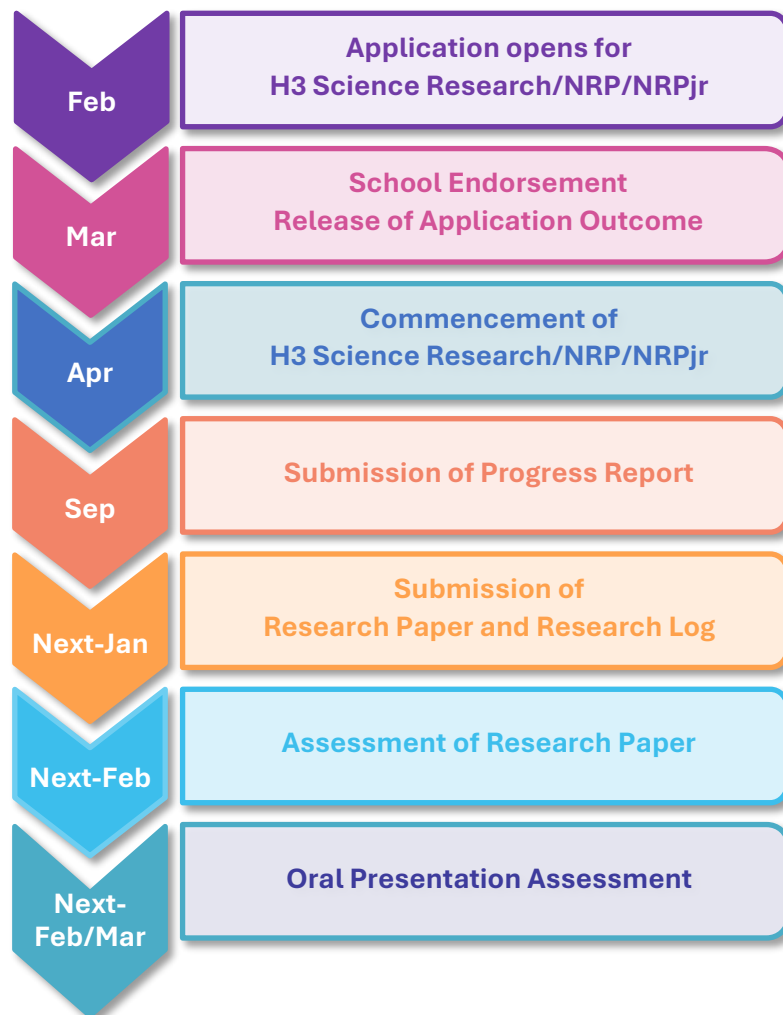 Feb
Application opens for
H3 Science Research/NRP/NRPjr
Mar
School Endorsement
Release of Application Outcome
Apr
Commencement of
H3 Science Research/NRP/NRPjr
Sep
Submission of Progress Report
Next-Jan
Submission of
Research Paper and Research Log
Next-Feb
Assessment of Research Paper
Next-
Feb/Mar
Oral Presentation Assessment